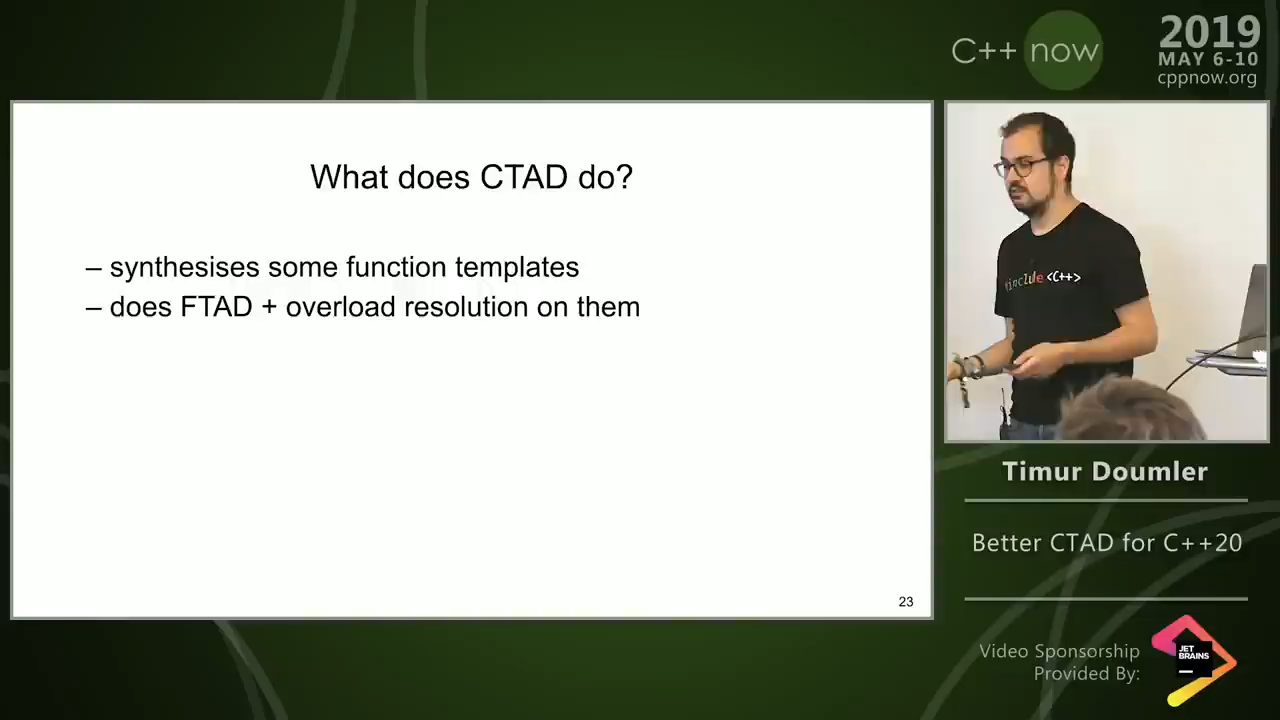 C++ now
2019
MAY 6-10
cppnow.org
What does CTAD do?
– synthesises some function templates
– does FTAD + overload resolution on them
23
#include <C++>
Timur Doumler
Better CTAD for C++20
Video Sponsorship
Provided By:
JET
BRAINS